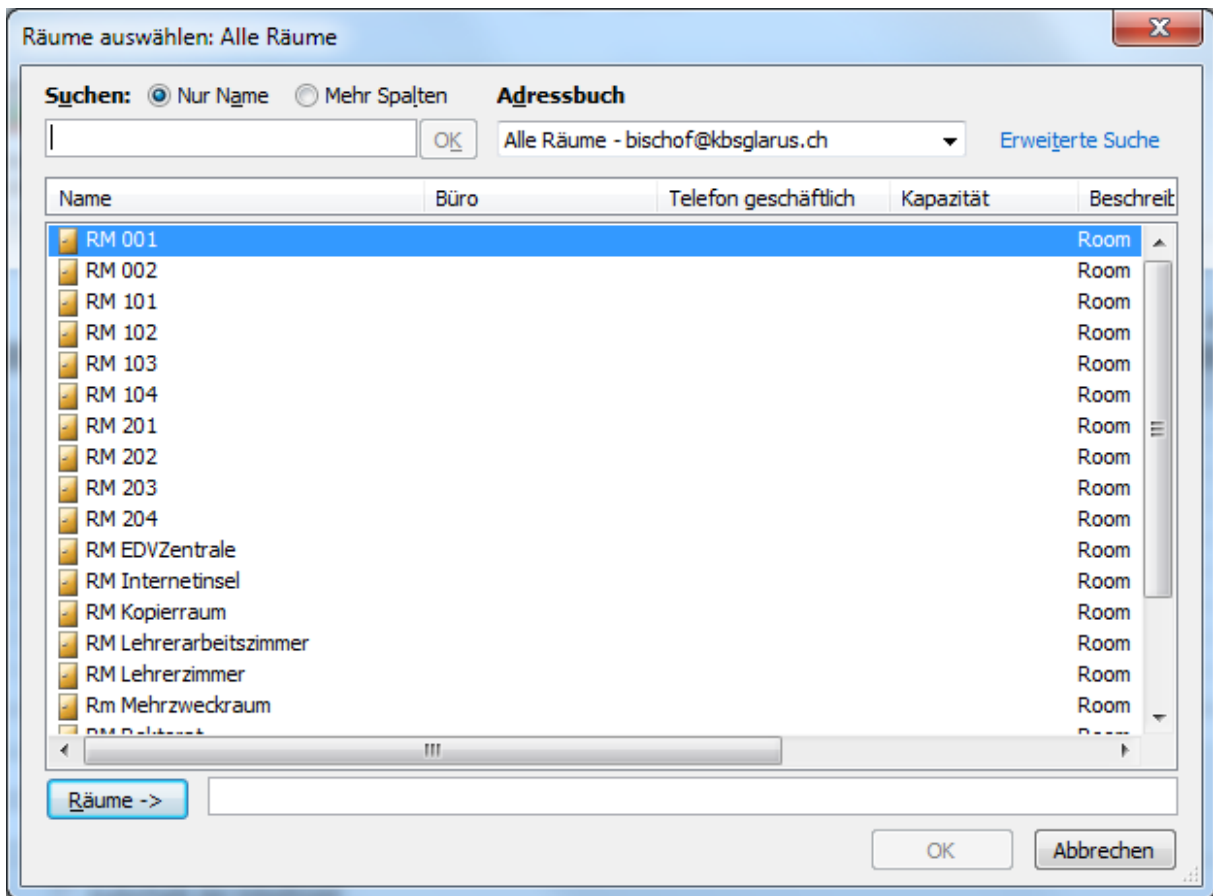 Räume auswählen: Alle Räume
Suchen: Nur Name Mehr Spalten Adressbuch
OK Alle Räume - bischof@kbsglarus.ch Erweiterte Suche
Name Büro Telefon geschäftlich Kapazität Beschreib
RM 001 Room
RM 002 Room
RM 101 Room
RM 102 Room
RM 103 Room
RM 104 Room
RM 201 Room
RM 202 Room
RM 203 Room
RM 204 Room
RM EDVZentrale Room
RM Internetinsel Room
RM Kopierraum Room
RM Lehrerarbeitszimmer Room
RM Lehrerzimmer Room
Rm Mehrzweckraum Room
RM Rektorat Room
Räume ->
OK Abbrechen